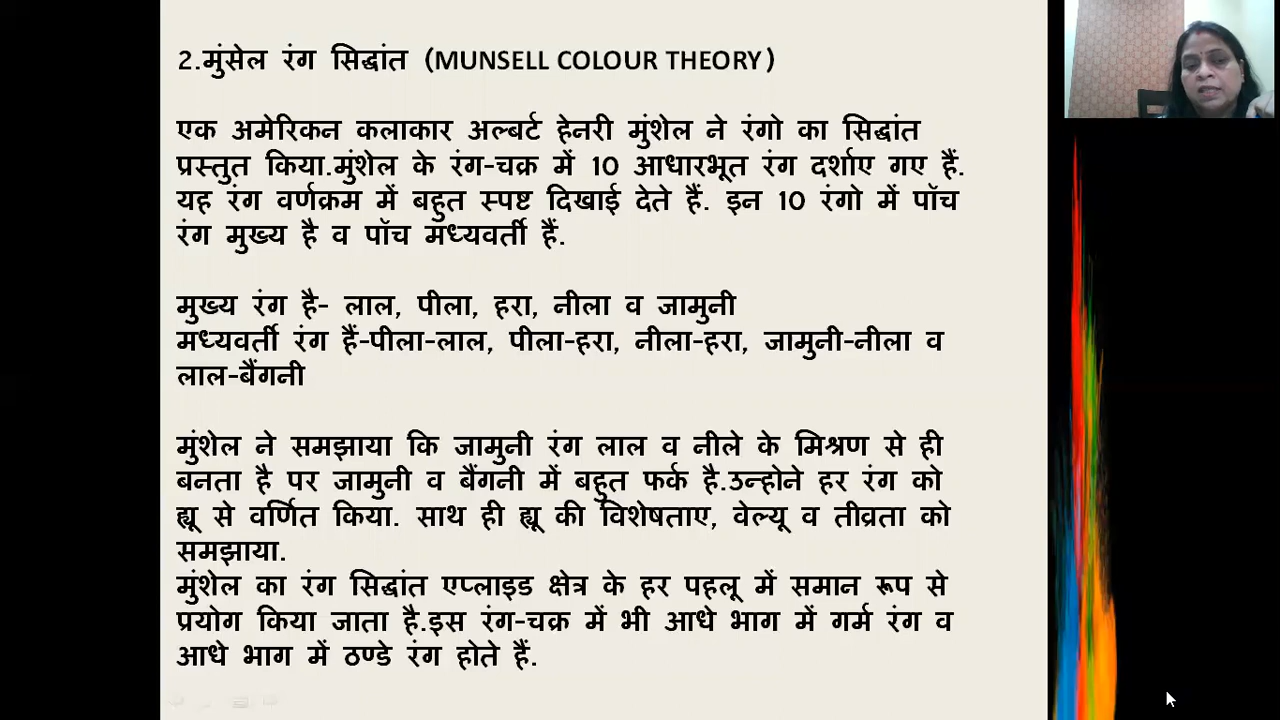 2.मुंसेल रंग सिद्धांत (MUNSELL COLOUR THEORY)
एक अमेरिकन कलाकार अल्बर्ट हेनरी मुंशेल ने रंगो का सिद्धांत
प्रस्तुत किया.मुंशेल के रंग-चक्र में 10 आधारभूत रंग दर्शाए गए हैं.
यह रंग वर्णक्रम में बहुत स्पष्ट दिखाई देते हैं. इन 10 रंगो में पॉच
रंग मुख्य है व पॉच मध्यवर्ती हैं.
मुख्य रंग है- लाल, पीला, हरा, नीला व जामुनी
मध्यवर्ती रंग हैं-पीला-लाल, पीला-हरा, नीला-हरा, जामुनी-नीला व
लाल-बैंगनी
मुंशेल ने समझाया कि जामुनी रंग लाल व नीले के मिश्रण से ही
बनता है पर जामुनी व बैंगनी में बहुत फर्क है.उन्होने हर रंग को
ह्यू से वर्णित किया. साथ ही ह्यू की विशेषताए, वेल्यू व तीव्रता को
समझाया.
मुंशेल का रंग सिद्धांत एप्लाइड क्षेत्र के हर पहलू में समान रूप से
प्रयोग किया जाता है.इस रंग-चक्र में भी आधे भाग में गर्म रंग व
आधे भाग में ठण्डे रंग होते हैं.